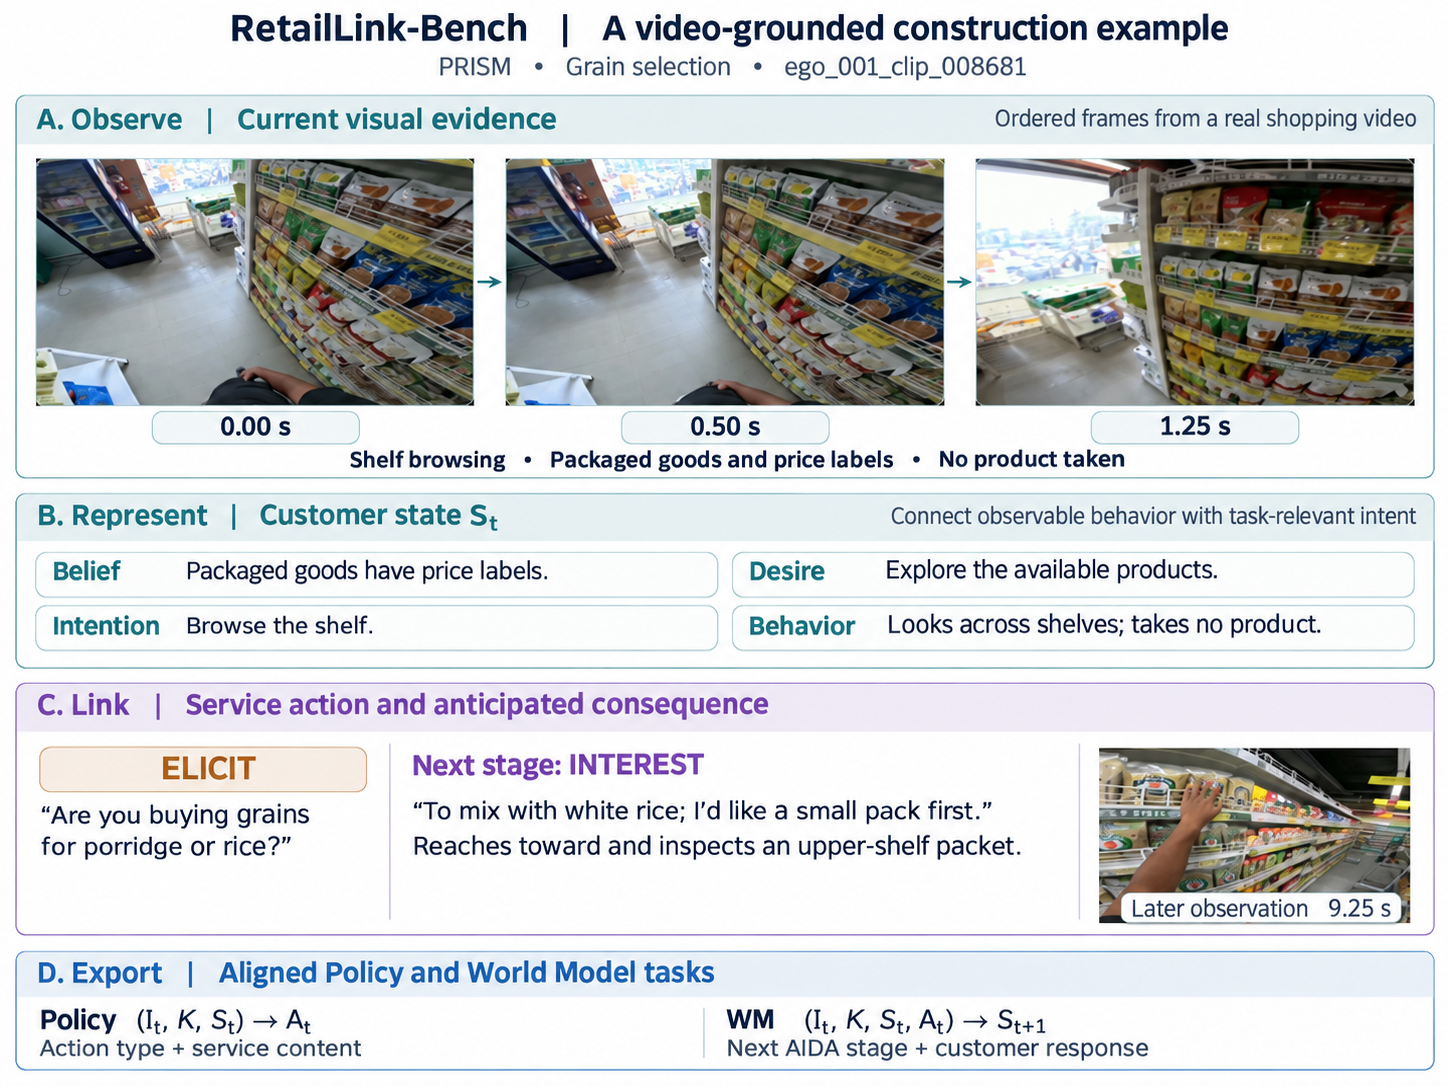 RetailLink-Bench | A video-grounded construction example
PRISM • Grain selection • ego_001_clip_008681
A. Observe | Current visual evidence
Ordered frames from a real shopping video
0.00 s
0.50 s
1.25 s
Shelf browsing • Packaged goods and price labels • No product taken
B. Represent | Customer state Sₜ
Connect observable behavior with task-relevant intent
Belief Packaged goods have price labels.
Desire Explore the available products.
Intention Browse the shelf.
Behavior Looks across shelves; takes no product.
C. Link | Service action and anticipated consequence
ELICIT
“Are you buying grains
for porridge or rice?”
Next stage: INTEREST
“To mix with white rice; I’d like a small pack first.”
Reaches toward and inspects an upper-shelf packet.
Later observation 9.25 s
D. Export | Aligned Policy and World Model tasks
Policy (Iₜ, K, Sₜ) → Aₜ
Action type + service content
WM (Iₜ, K, Sₜ, Aₜ) → Sₜ₊₁
Next AIDA stage + customer response